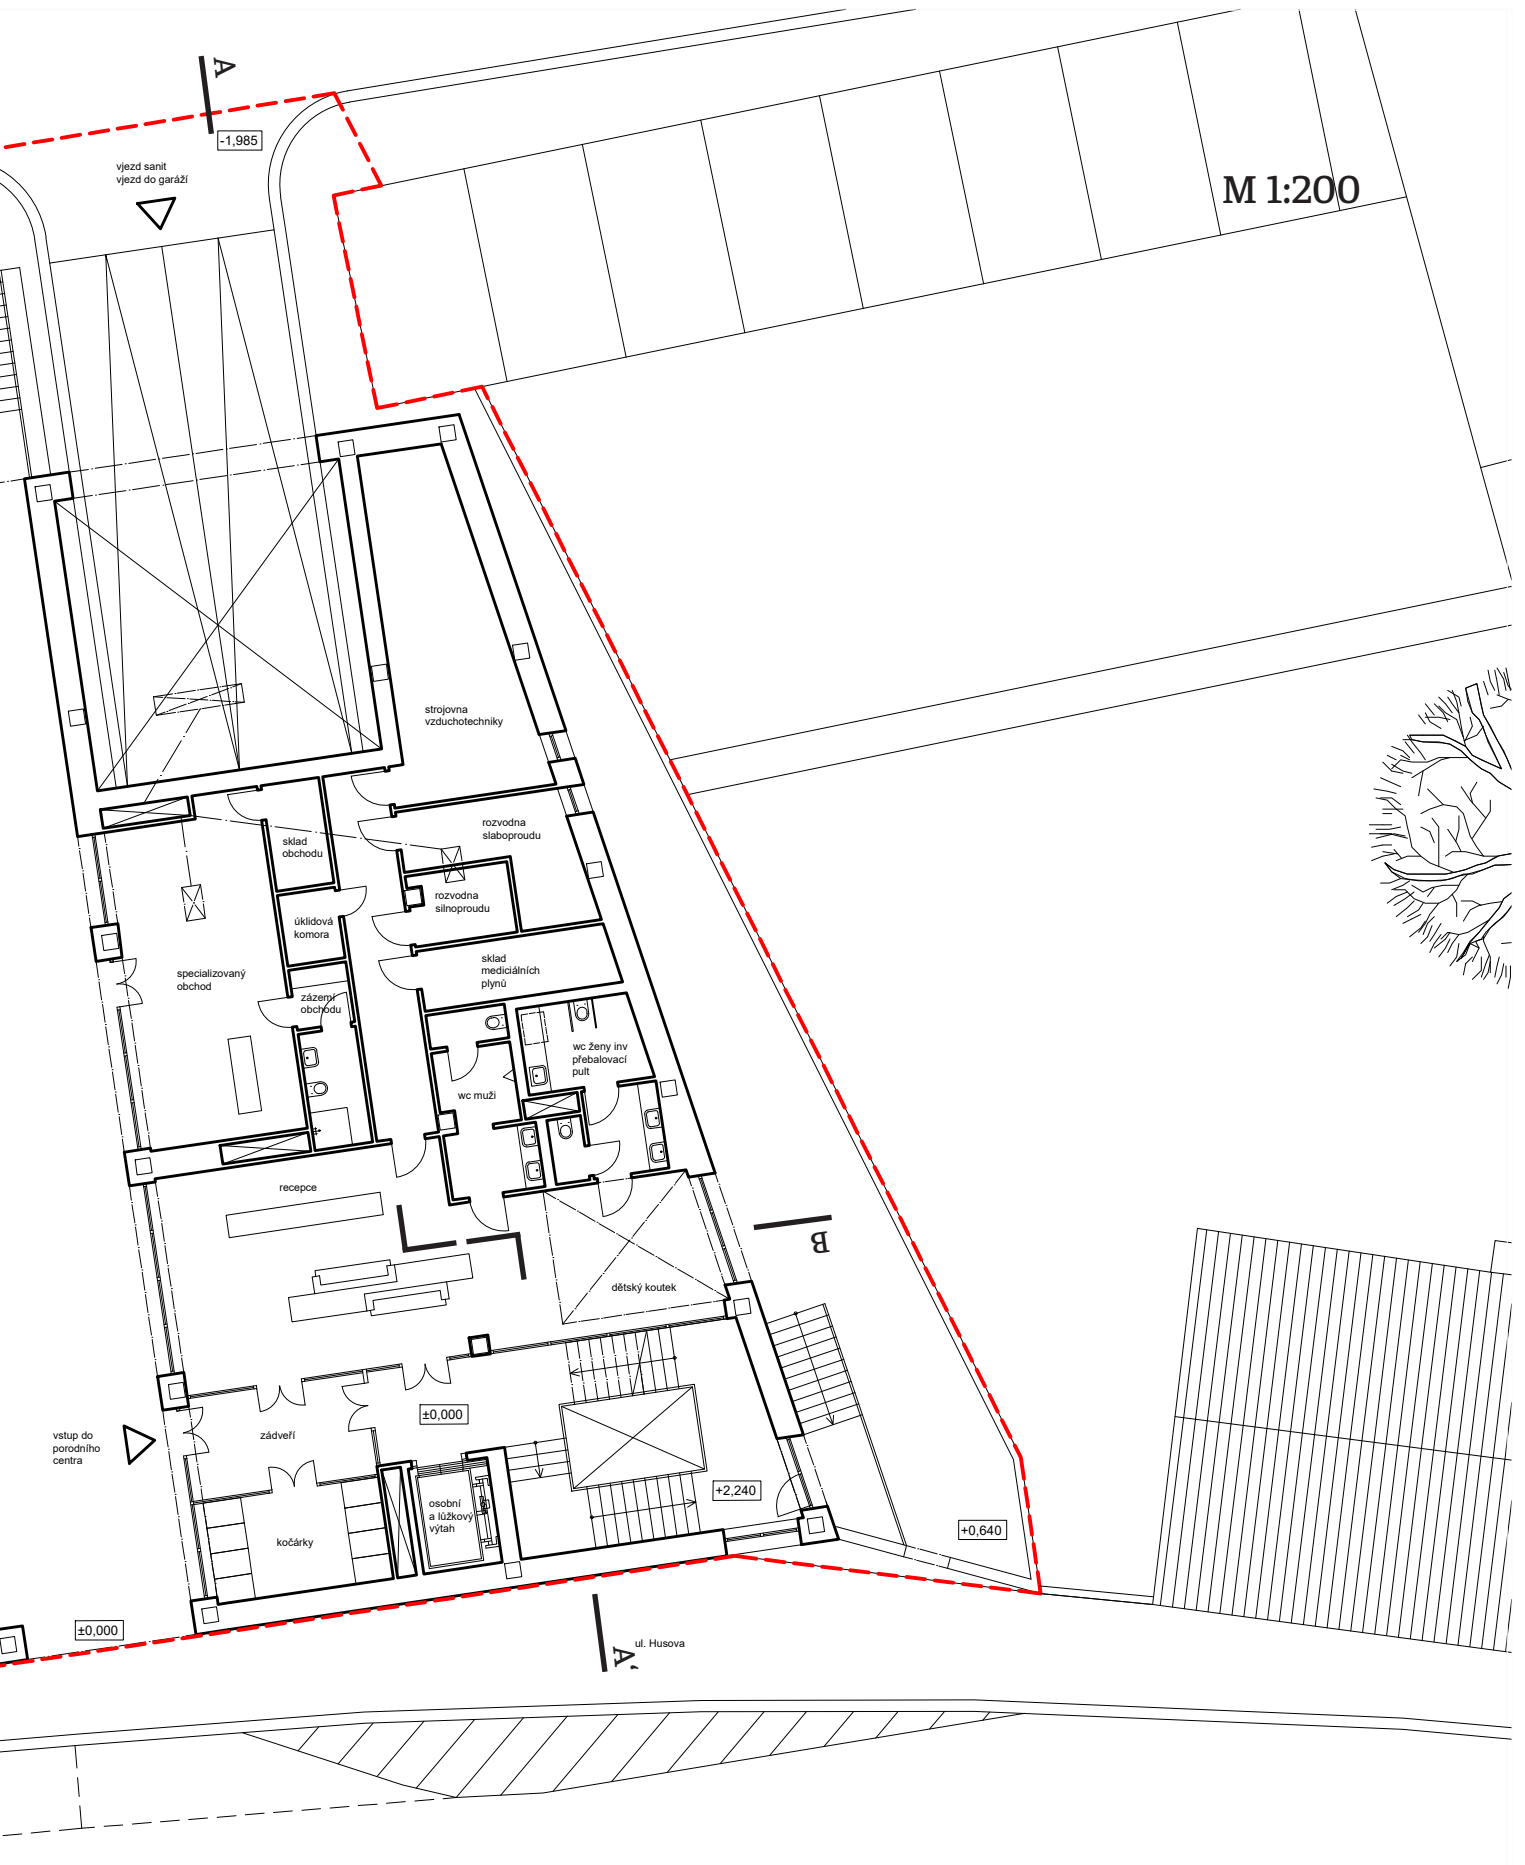 A
-1,985
vjezd sanit
vjezd do garáží
M 1:200
strojovna
vzduchotechniky
rozvodna
slaboproudu
sklad
obchodu
rozvodna
silnoproudu
úklidová
komora
sklad
mediciálních
plynů
specializovaný
obchod
zázemí
obchodu
wc ženy inv
přebalovací
pult
wc muži
recepce
B
dětský koutek
±0,000
vstup do
porodního
centra
zádveří
+2,240
osobní
a lůžkový
výtah
+0,640
kočárky
±0,000
ul. Husova
A'